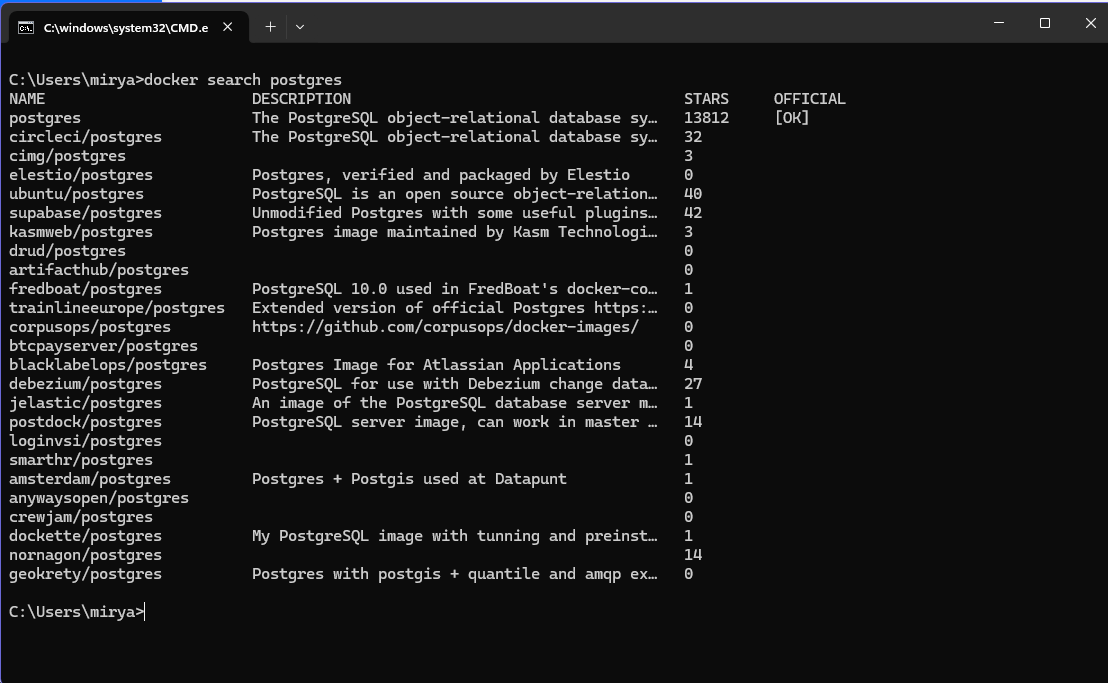 C:\windows\system32\CMD.e
C:\Users\mirya>docker search postgres
NAME DESCRIPTION STARS OFFICIAL
postgres The PostgreSQL object-relational database sy… 13812 [OK]
circleci/postgres The PostgreSQL object-relational database sy… 32
cimg/postgres 3
elestio/postgres Postgres, verified and packaged by Elestio 0
ubuntu/postgres PostgreSQL is an open source object-relation… 40
supabase/postgres Unmodified Postgres with some useful plugins… 42
kasmweb/postgres Postgres image maintained by Kasm Technologi… 3
drud/postgres 0
artifacthub/postgres 0
fredboat/postgres PostgreSQL 10.0 used in FredBoat's docker-co… 1
trainlineeurope/postgres Extended version of official Postgres https:… 0
corpusops/postgres https://github.com/corpusops/docker-images/ 0
btcpayserver/postgres 0
blacklabelops/postgres Postgres Image for Atlassian Applications 4
debezium/postgres PostgreSQL for use with Debezium change data… 27
jelastic/postgres An image of the PostgreSQL database server m… 1
postdock/postgres PostgreSQL server image, can work in master … 14
loginvsi/postgres 0
smarthr/postgres 1
amsterdam/postgres Postgres + Postgis used at Datapunt 1
anywaysopen/postgres 0
crewjam/postgres 0
dockette/postgres My PostgreSQL image with tunning and preinst… 1
nornagon/postgres 14
geokrety/postgres Postgres with postgis + quantile and amqp ex… 0
C:\Users\mirya>